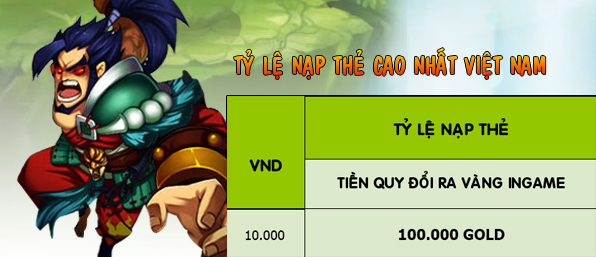 TỶ LỆ NẠP THẺ CAO NHẤT VIỆT NAM
VND
TỶ LỆ NẠP THẺ
TIỀN QUY ĐỔI RA VÀNG INGAME
10.000
100.000 GOLD